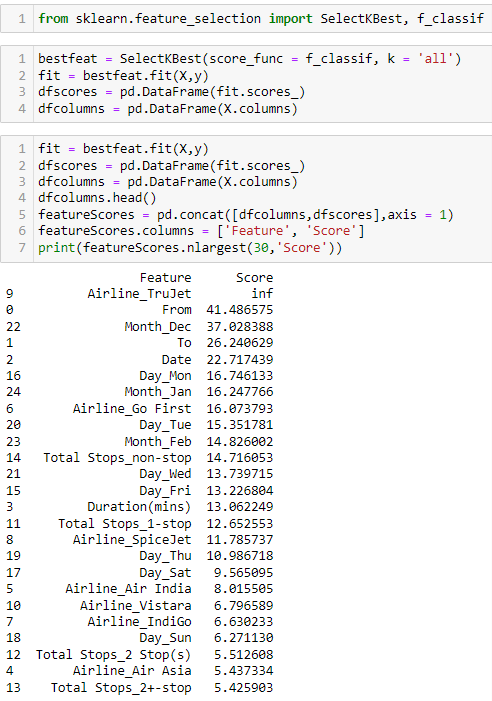 1 from sklearn.feature_selection import SelectKBest, f_classif
1 bestfeat = SelectKBest(score_func = f_classif, k = 'all')
2 fit = bestfeat.fit(X,y)
3 dfscores = pd.DataFrame(fit.scores_)
4 dfcolumns = pd.DataFrame(X.columns)
1 fit = bestfeat.fit(X,y)
2 dfscores = pd.DataFrame(fit.scores_)
3 dfcolumns = pd.DataFrame(X.columns)
4 dfcolumns.head()
5 featureScores = pd.concat([dfcolumns,dfscores],axis = 1)
6 featureScores.columns = ['Feature', 'Score']
7 print(featureScores.nlargest(30,'Score'))
Feature Score
9 Airline_TruJet inf
0 From 41.486575
22 Month_Dec 37.028388
1 To 26.240629
2 Date 22.717439
16 Day_Mon 16.746133
24 Month_Jan 16.247766
6 Airline_Go First 16.073793
20 Day_Tue 15.351781
23 Month_Feb 14.826002
14 Total Stops_non-stop 14.716053
21 Day_Wed 13.739715
15 Day_Fri 13.226804
3 Duration(mins) 13.062249
11 Total Stops_1-stop 12.652553
8 Airline_SpiceJet 11.785737
19 Day_Thu 10.986718
17 Day_Sat 9.565095
5 Airline_Air India 8.015505
10 Airline_Vistara 6.796589
7 Airline_IndiGo 6.630233
18 Day_Sun 6.271130
12 Total Stops_2 Stop(s) 5.512608
4 Airline_Air Asia 5.437334
13 Total Stops_2+-stop 5.425903